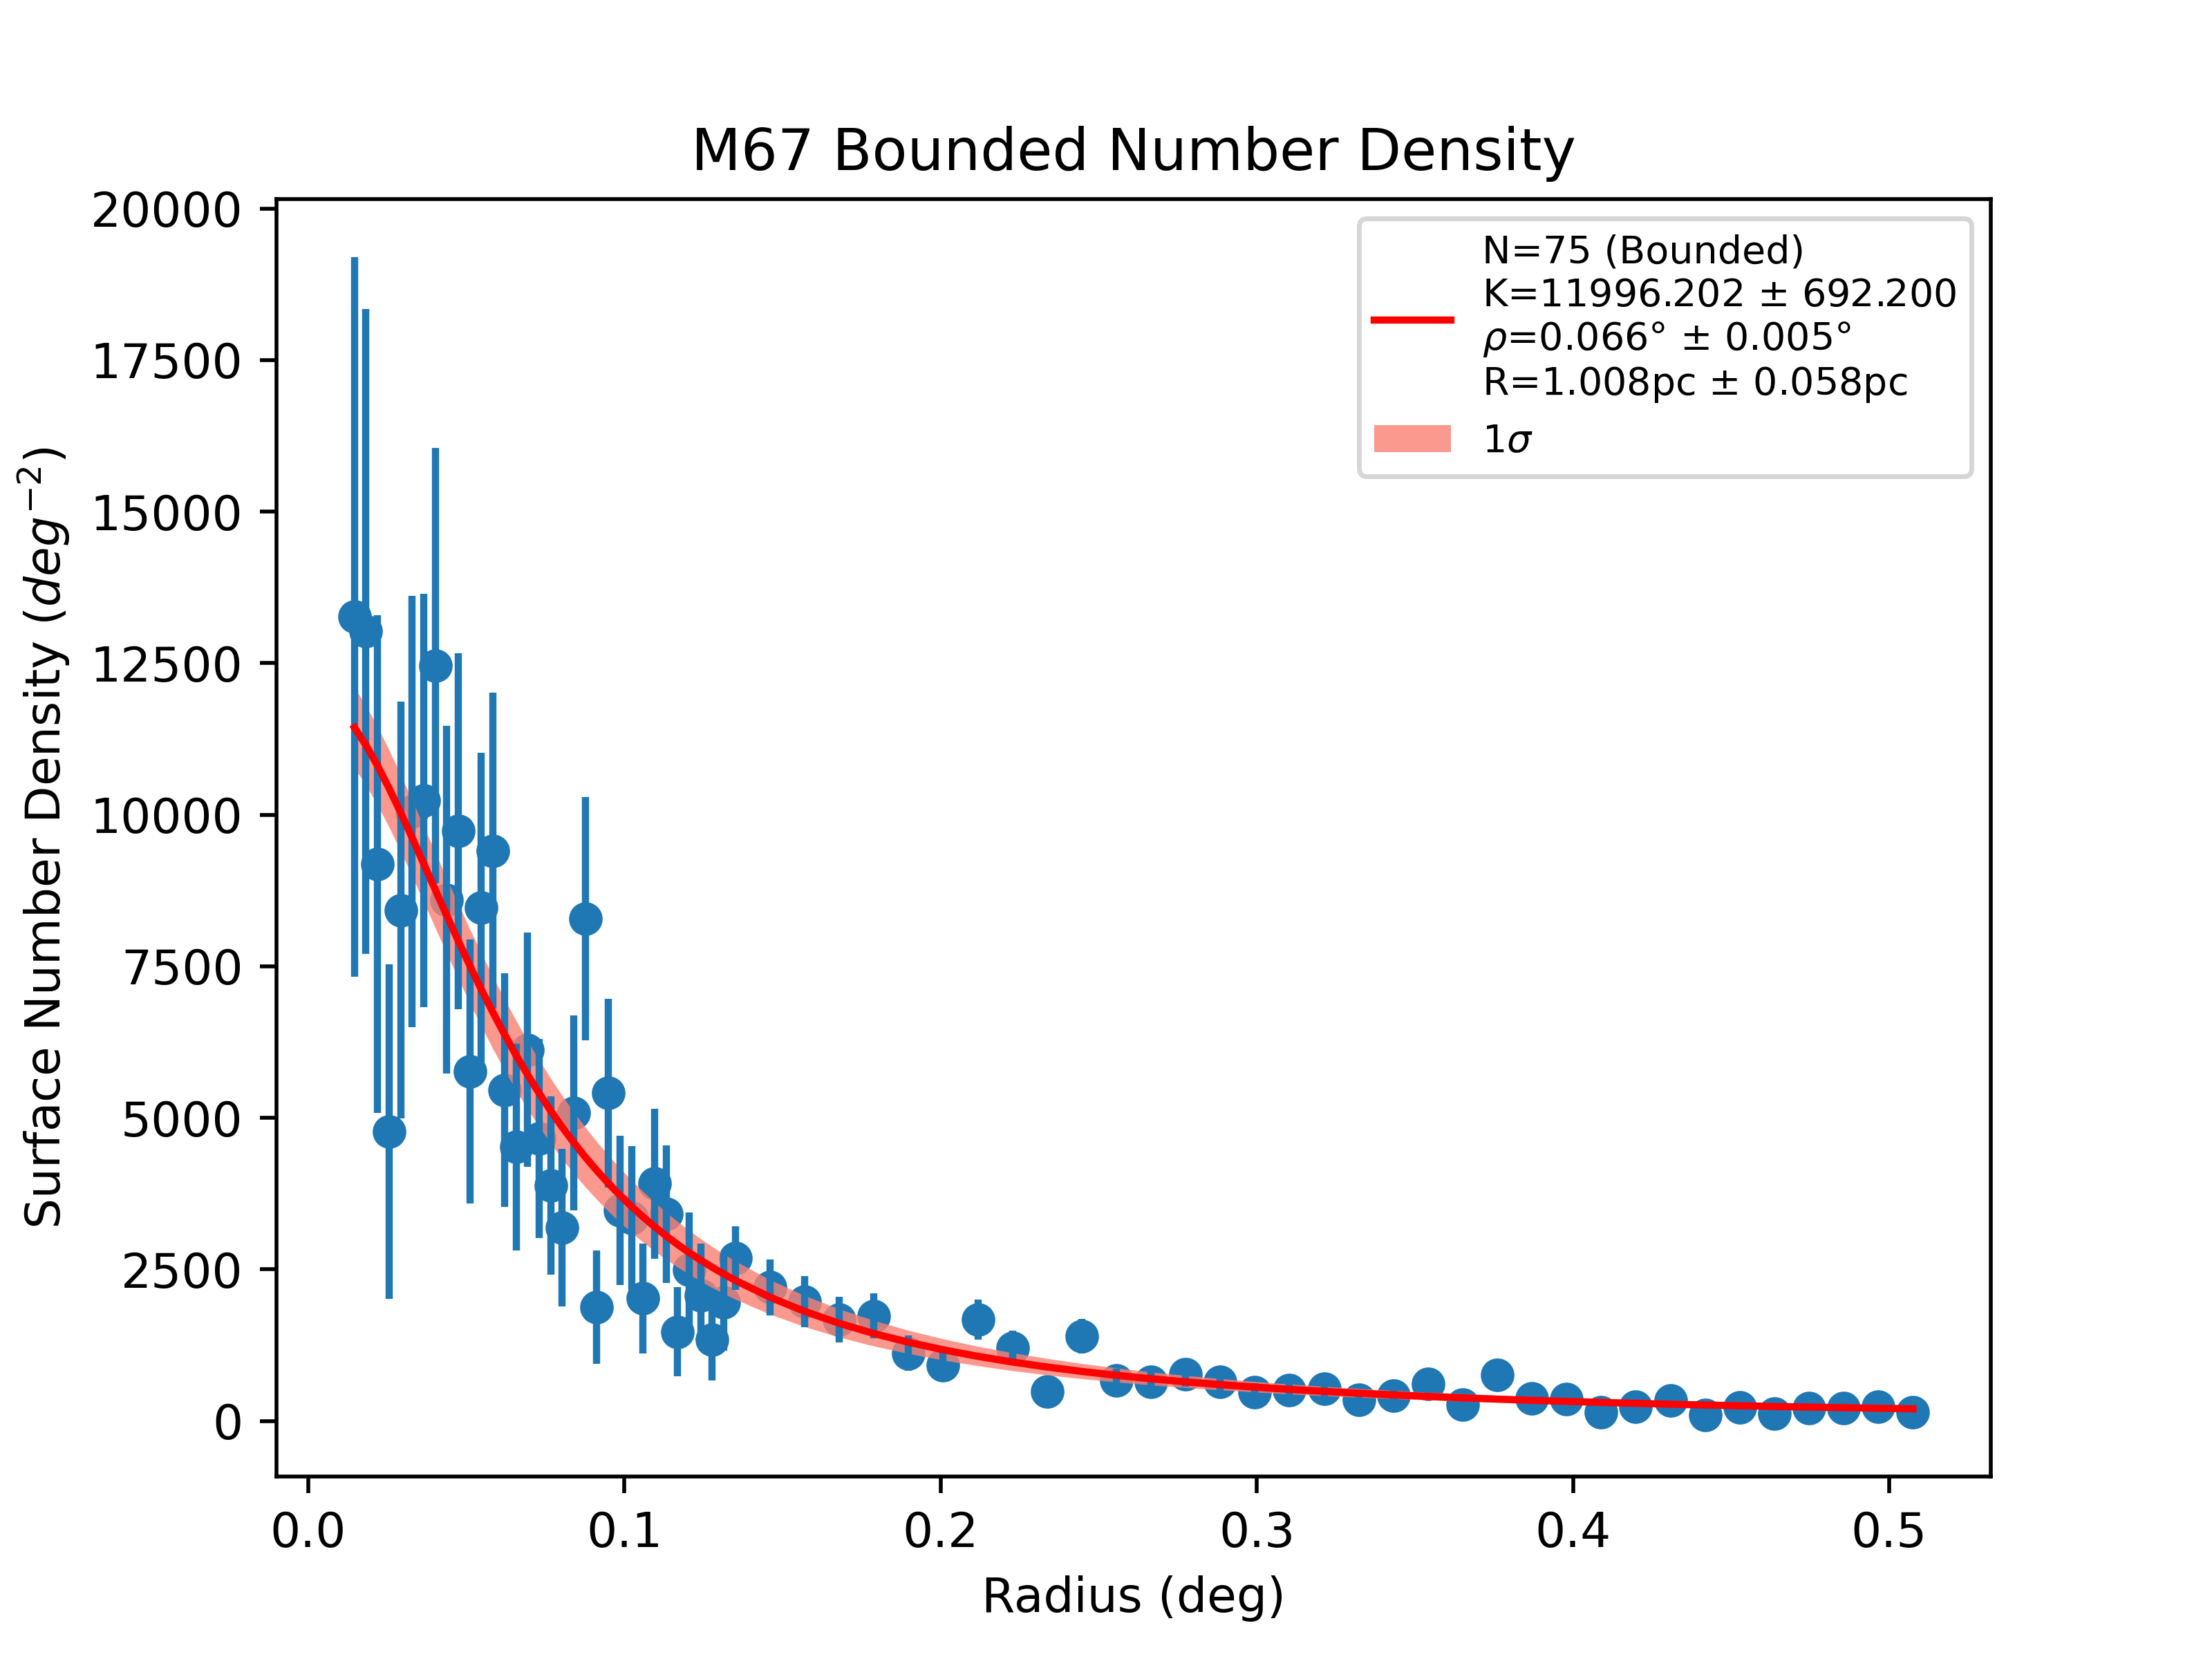 M67 Bounded Number Density
20000
17500
15000
12500
10000
7500
5000
2500
0
Surface Number Density (deg⁻²)
N=75 (Bounded)
K=11996.202 ± 692.200
ρ=0.066° ± 0.005°
R=1.008pc ± 0.058pc
1σ
0.0 0.1 0.2 0.3 0.4 0.5
Radius (deg)